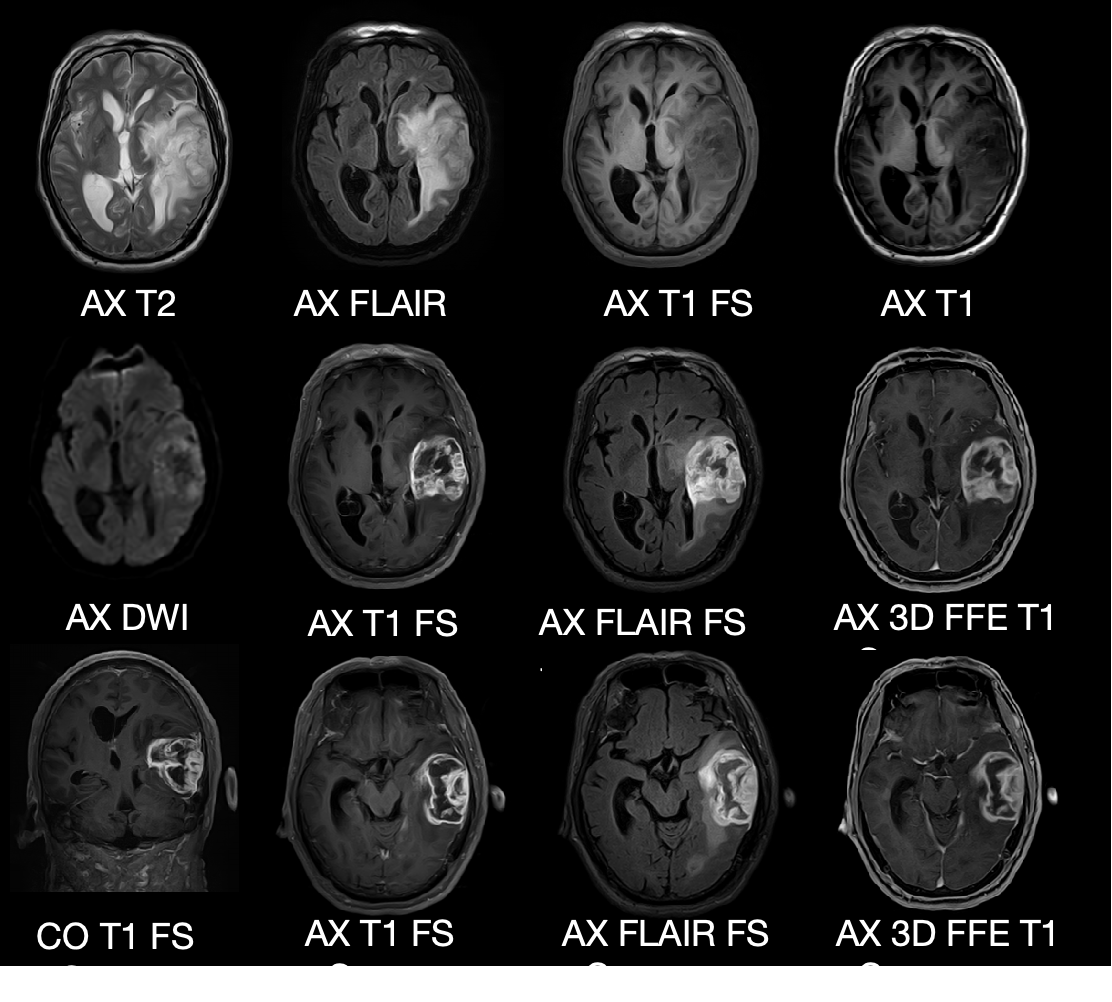 AX T2 AX FLAIR AX T1 FS AX T1
AX DWI AX T1 FS AX FLAIR FS AX 3D FFE T1
CO T1 FS AX T1 FS AX FLAIR FS AX 3D FFE T1